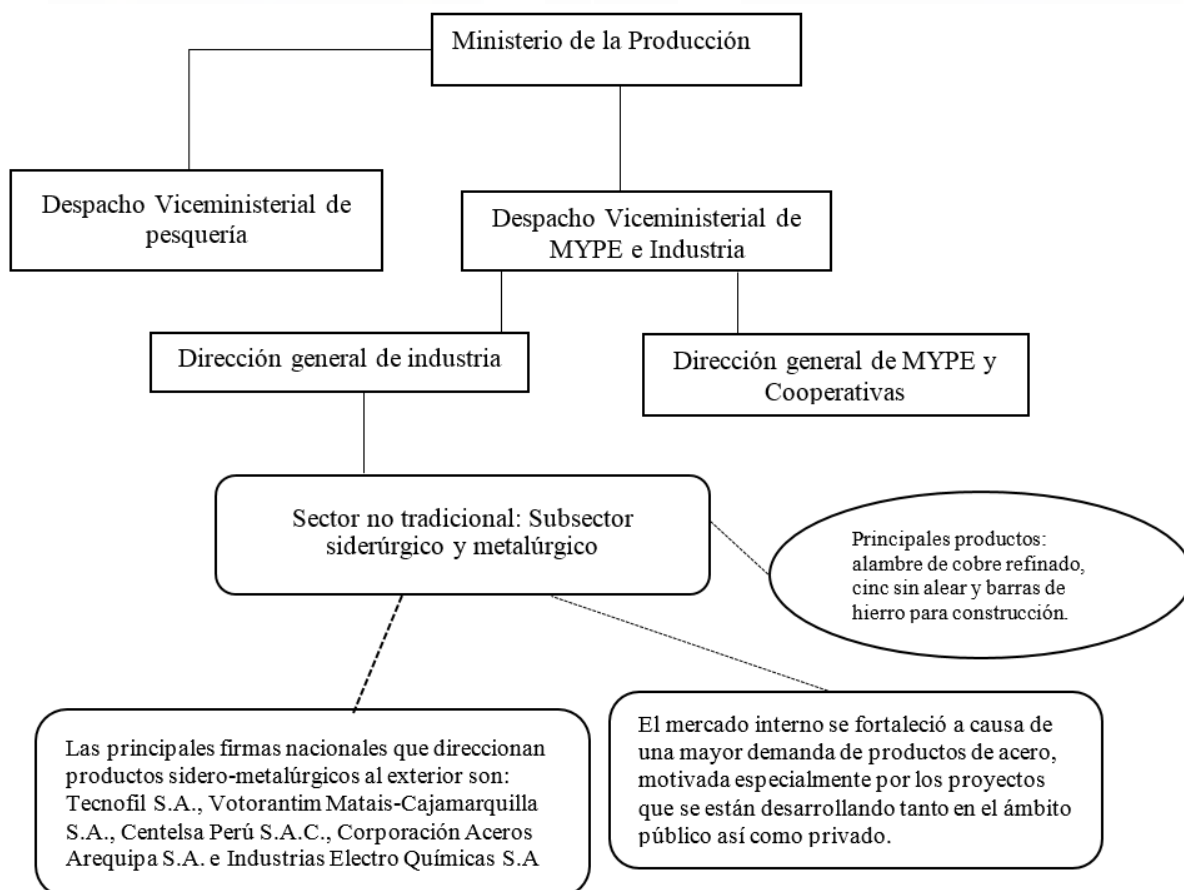 Ministerio de la Producción
Despacho Viceministerial de
pesquería
Despacho Viceministerial de
MYPE e Industria
Dirección general de industria
Dirección general de MYPE y
Cooperativas
Sector no tradicional: Subsector
siderúrgico y metalúrgico
Principales productos:
alambre de cobre refinado,
cinc sin alear y barras de
hierro para construcción.
Las principales firmas nacionales que direccionan
productos sidero-metalúrgicos al exterior son:
Tecnofil S.A., Votorantim Matais-Cajamarquilla
S.A., Centelsa Perú S.A.C., Corporación Aceros
Arequipa S.A. e Industrias Electro Químicas S.A
El mercado interno se fortaleció a causa de
una mayor demanda de productos de acero,
motivada especialmente por los proyectos
que se están desarrollando tanto en el ámbito
público así como privado.